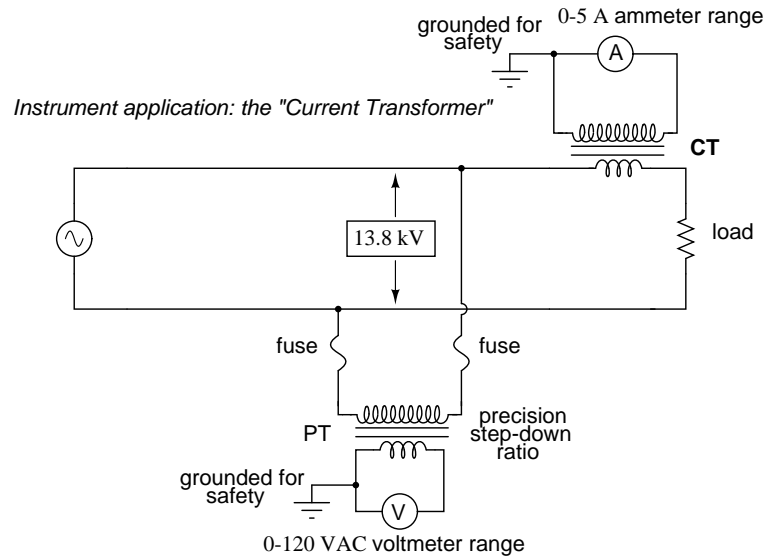 0-5 A ammeter range
grounded for
safety
A
Instrument application: the "Current Transformer"
CT
13.8 kV
load
fuse
fuse
PT
precision
step-down
ratio
grounded for
safety
V
0-120 VAC voltmeter range